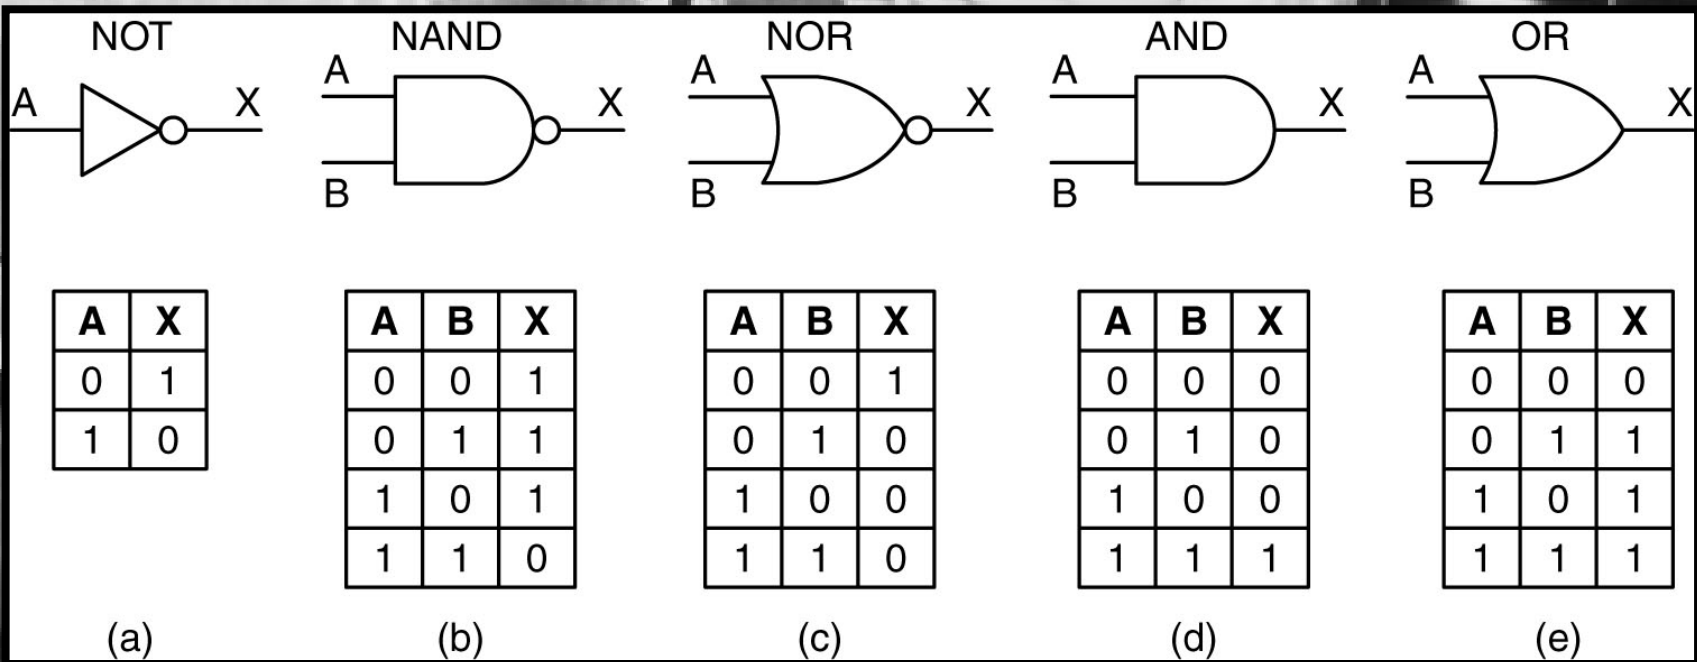 NOT NAND NOR AND OR
A X A B X A B X A B X A B X
A X
0 1
1 0
A B X
0 0 1
0 1 1
1 0 1
1 1 0
A B X
0 0 1
0 1 0
1 0 0
1 1 0
A B X
0 0 0
0 1 0
1 0 0
1 1 1
A B X
0 0 0
0 1 1
1 0 1
1 1 1
(a) (b) (c) (d) (e)